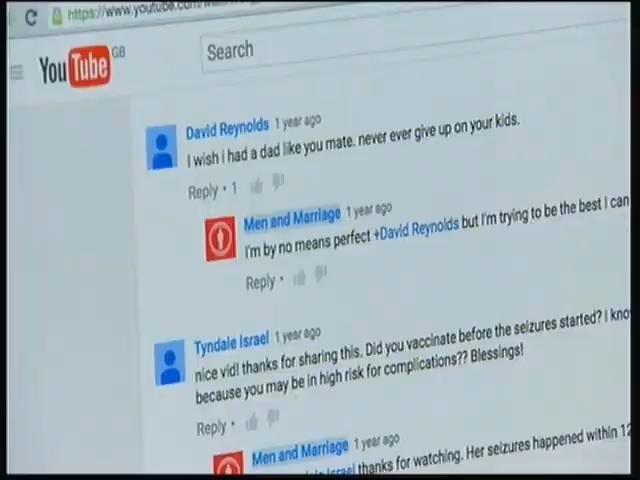 https://www.youtube.com
YouTube GB
Search
David Reynolds 1 year ago
I wish i had a dad like you mate. never ever give up on your kids.
Reply • 1
Men and Marriage 1 year ago
I'm by no means perfect +David Reynolds but I'm trying to be the best I can
Reply •
Tyndale Israel 1 year ago
nice vid! thanks for sharing this. Did you vaccinate before the seizures started? I kno
because you may be in high risk for complications?? Blessings!
Reply •
Men and Marriage 1 year ago
Israel thanks for watching. Her seizures happened within 12